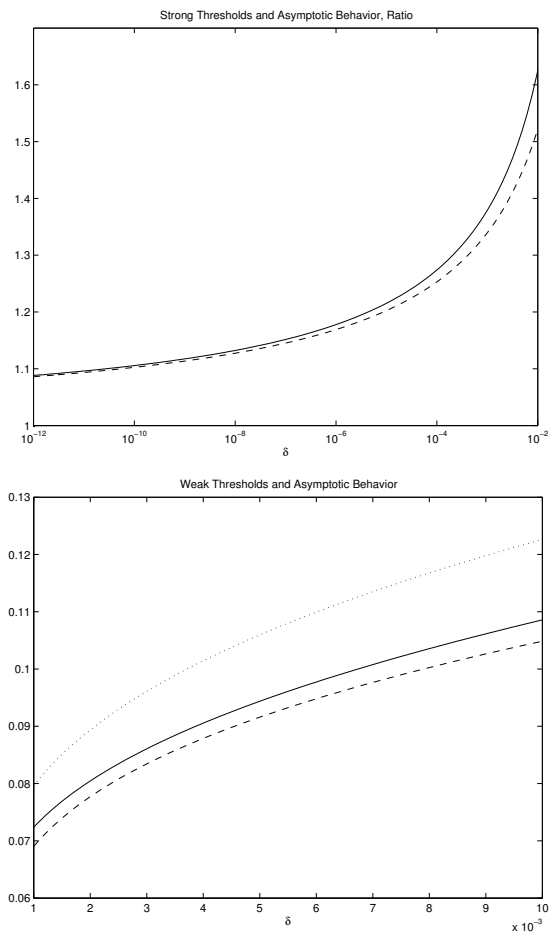 Strong Thresholds and Asymptotic Behavior, Ratio
1.6
1.5
1.4
1.3
1.2
1.1
1
10⁻¹² 10⁻¹⁰ 10⁻⁸ 10⁻⁶ 10⁻⁴ 10⁻²
δ
Weak Thresholds and Asymptotic Behavior
0.13
0.12
0.11
0.1
0.09
0.08
0.07
0.06
1 2 3 4 5 6 7 8 9 10
δ
x 10⁻³